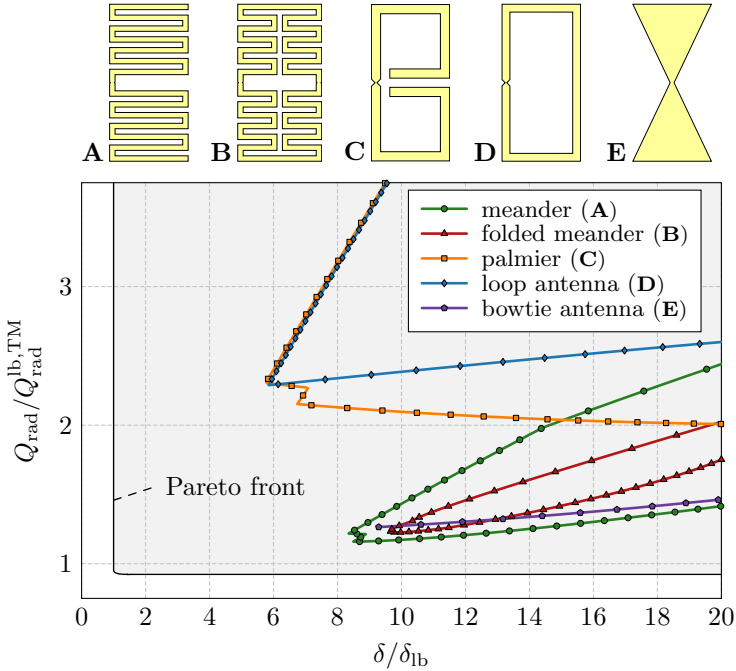 A B C D E
meander (A)
folded meander (B)
palmier (C)
loop antenna (D)
bowtie antenna (E)
Q_rad/Q_rad^lb,TM
3
2
1
Pareto front
0 2 4 6 8 10 12 14 16 18 20
δ/δ_lb